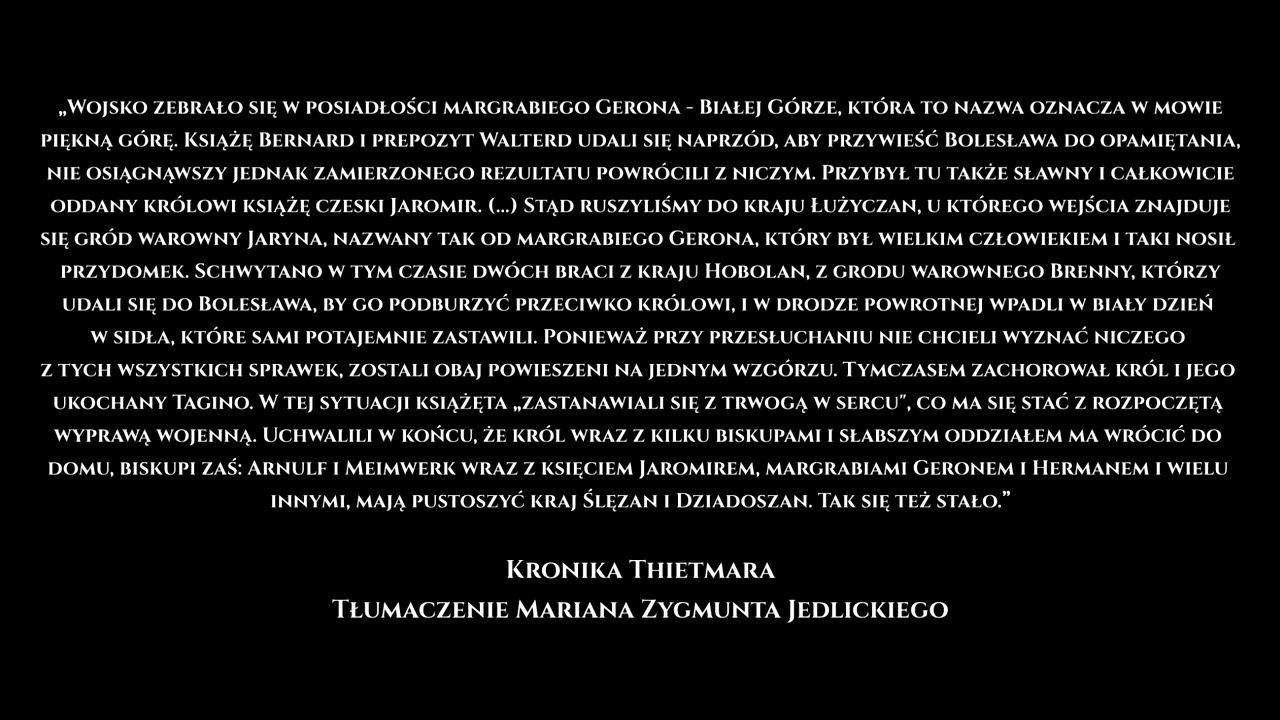 „Wojsko zebrało się w posiadłości margrabiego Gerona - Białej Górze, która to nazwa oznacza w mowie
piękną górę. Książę Bernard i prepozyt Walterd udali się naprzód, aby przywieść Bolesława do opamiętania,
nie osiągnąwszy jednak zamierzonego rezultatu powrócili z niczym. Przybył tu także sławny i całkowicie
oddany królowi książę czeski Jaromir. (...) Stąd ruszyliśmy do kraju Łużyczan, u którego wejścia znajduje
się gród warowny Jaryna, nazwany tak od margrabiego Gerona, który był wielkim człowiekiem i taki nosił
przydomek. Schwytano w tym czasie dwóch braci z kraju Hobolan, z grodu warownego Brenny, którzy
udali się do Bolesława, by go podburzyć przeciwko królowi, i w drodze powrotnej wpadli w biały dzień
w sidła, które sami potajemnie zastawili. Ponieważ przy przesłuchaniu nie chcieli wyznać niczego
z tych wszystkich sprawek, zostali obaj powieszeni na jednym wzgórzu. Tymczasem zachorował król i jego
ukochany Tagino. W tej sytuacji książęta „zastanawiali się z trwogą w sercu", co ma się stać z rozpoczętą
wyprawą wojenną. Uchwalili w końcu, że król wraz z kilku biskupami i słabszym oddziałem ma wrócić do
domu, biskupi zaś: Arnulf i Meimwerk wraz z księciem Jaromirem, margrabiami Geronem i Hermanem i wielu
innymi, mają pustoszyć kraj Ślęzan i Dziadoszan. Tak się też stało.”
Kronika Thietmara
Tłumaczenie Mariana Zygmunta Jedlickiego